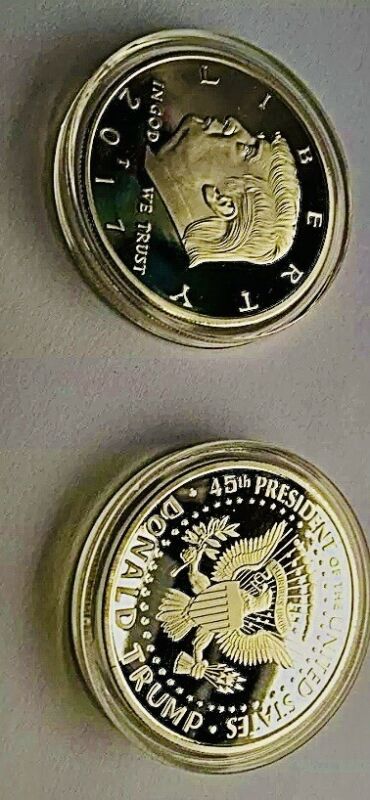 LIBERTY
IN GOD WE TRUST
2017
45th PRESIDENT OF THE UNITED STATES
DONALD TRUMP